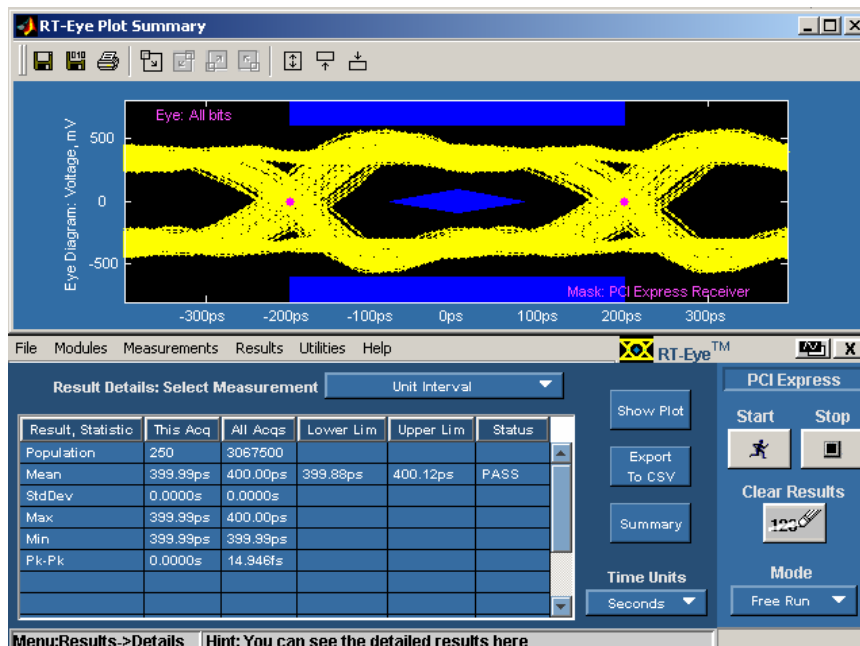 RT-Eye Plot Summary
Eye: All bits
Eye Diagram: Voltage, mV
500
0
-500
Mask: PCI Express Receiver
-300ps -200ps -100ps 0ps 100ps 200ps 300ps
File Modules Measurements Results Utilities Help RT-Eye™
Result Details: Select Measurement Unit Interval
Result, Statistic This Acq All Acqs Lower Lim Upper Lim Status
Population 250 3067500
Mean 399.99ps 400.00ps 399.88ps 400.12ps PASS
StdDev 0.0000s 0.0000s
Max 399.99ps 400.00ps
Min 399.99ps 399.99ps
Pk-Pk 0.0000s 14.946fs
Show Plot
Export
To CSV
Summary
Time Units
Seconds
PCI Express
Start Stop
Clear Results
Mode
Free Run
Menu:Results->Details Hint: You can see the detailed results here